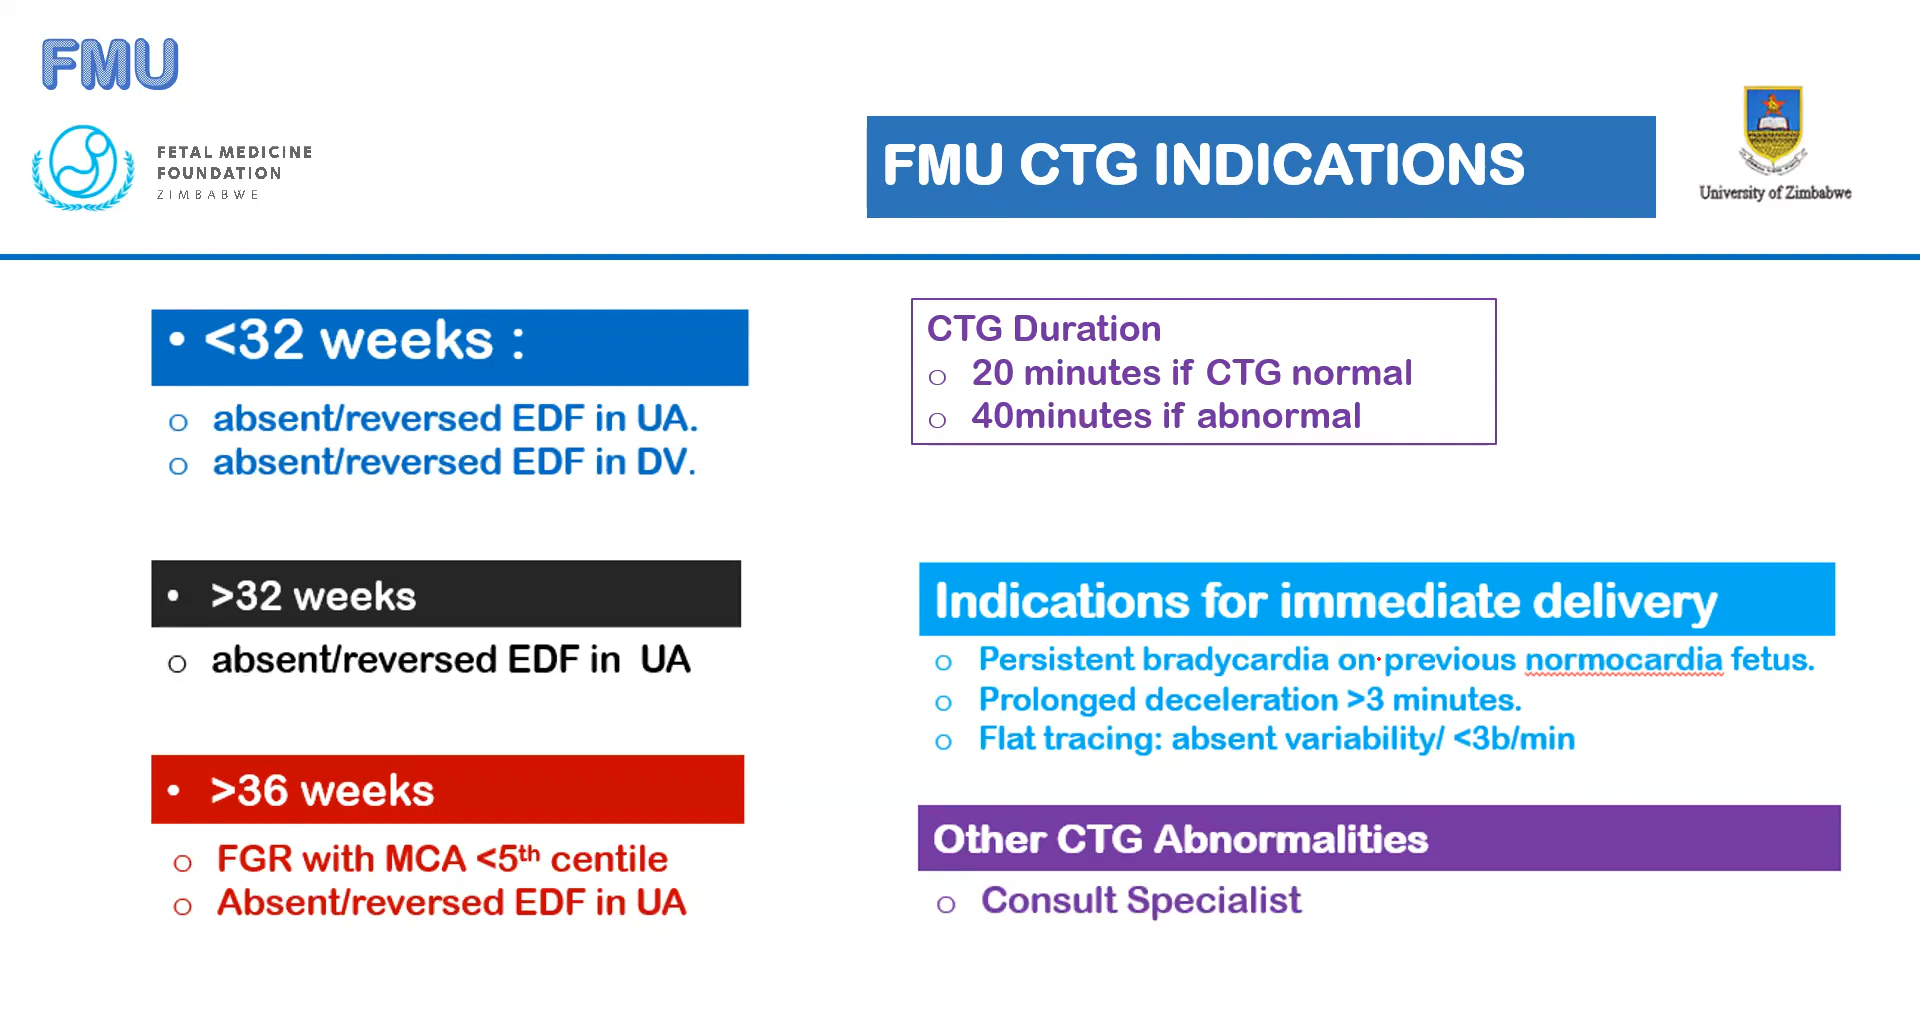 FMU
FETAL MEDICINE
FOUNDATION
ZIMBABWE
FMU CTG INDICATIONS
University of Zimbabwe
• <32 weeks :
o absent/reversed EDF in UA.
o absent/reversed EDF in DV.
• >32 weeks
o absent/reversed EDF in UA
• >36 weeks
o FGR with MCA <5th centile
o Absent/reversed EDF in UA
CTG Duration
o 20 minutes if CTG normal
o 40minutes if abnormal
Indications for immediate delivery
o Persistent bradycardia on previous normocardia fetus.
o Prolonged deceleration >3 minutes.
o Flat tracing: absent variability/ <3b/min
Other CTG Abnormalities
o Consult Specialist